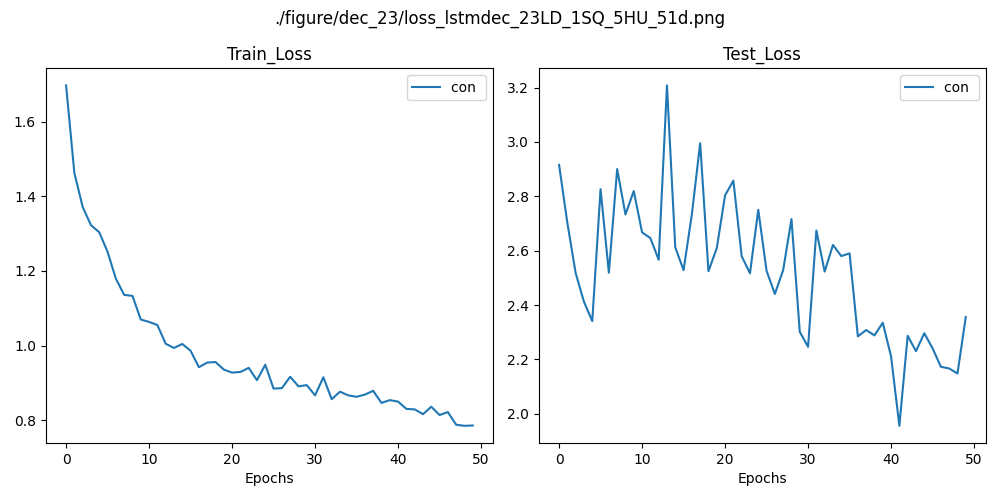 ./figure/dec_23/loss_lstmdec_23LD_1SQ_5HU_51d.png
Train_Loss
con
1.6
1.4
1.2
1.0
0.8
0 10 20 30 40 50
Epochs
Test_Loss
con
3.2
3.0
2.8
2.6
2.4
2.2
2.0
0 10 20 30 40 50
Epochs